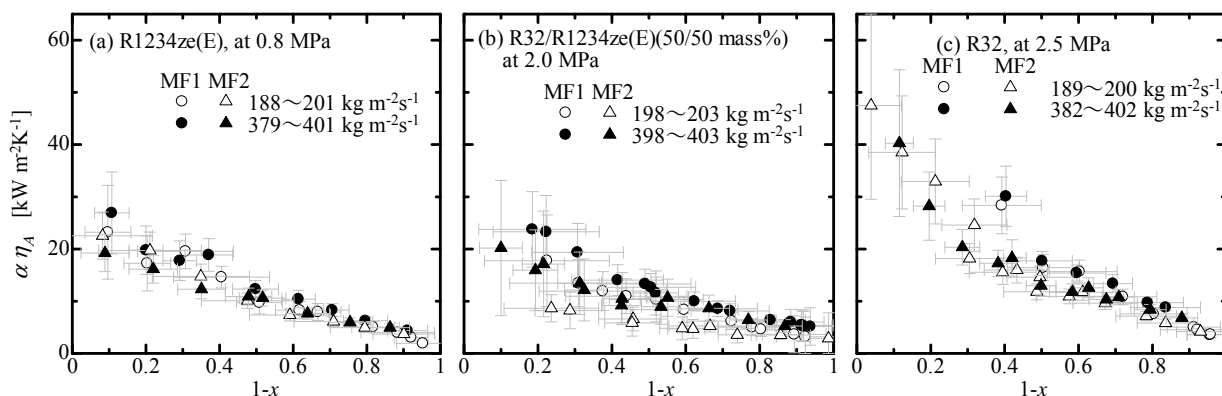 (a) R1234ze(E), at 0.8 MPa
MF1 MF2
○ △ 188～201 kg m⁻²s⁻¹
● ▲ 379～401 kg m⁻²s⁻¹
(b) R32/R1234ze(E)(50/50 mass%)
at 2.0 MPa
MF1 MF2
○ △ 198～203 kg m⁻²s⁻¹
● ▲ 398～403 kg m⁻²s⁻¹
(c) R32, at 2.5 MPa
MF1 MF2
○ △ 189～200 kg m⁻²s⁻¹
● ▲ 382～402 kg m⁻²s⁻¹
α η_A [kW m⁻²K⁻¹]
60
40
20
0
0 0.2 0.4 0.6 0.8 1
0 0.2 0.4 0.6 0.8 1
0 0.2 0.4 0.6 0.8
1-x
1-x
1-x